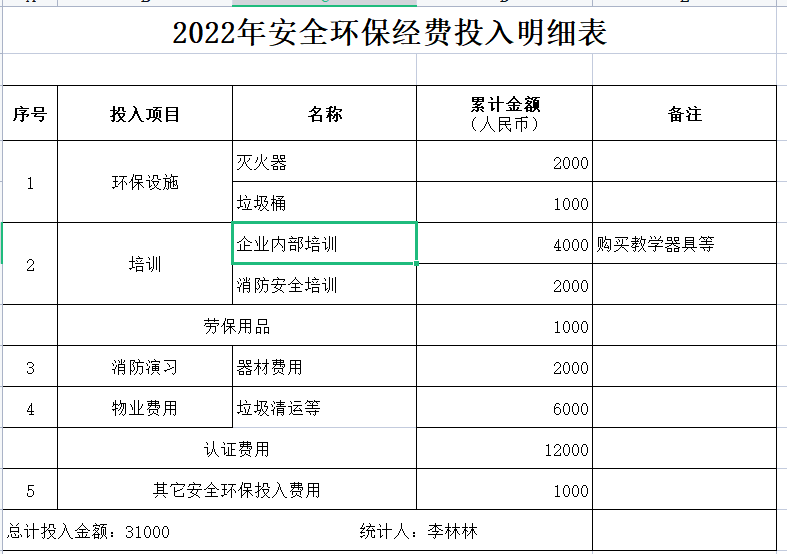 2022年安全环保经费投入明细表
序号 投入项目 名称 累计金额 备注
（人民币）
1 环保设施 灭火器 2000
垃圾桶 1000
2 培训 企业内部培训 4000 购买教学器具等
消防安全培训 2000
劳保用品 1000
3 消防演习 器材费用 2000
4 物业费用 垃圾清运等 6000
认证费用 12000
5 其它安全环保投入费用 1000
总计投入金额：31000 统计人：李林林